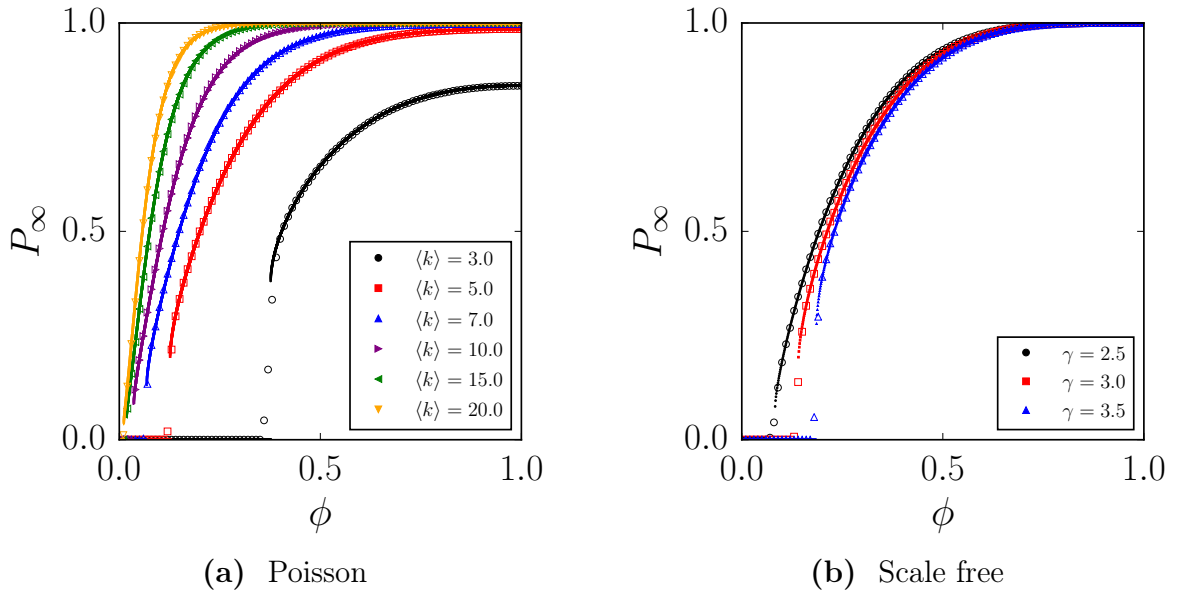 1.0
0.5
0.0
P∞
0.0
0.5
1.0
ϕ
⟨k⟩ = 3.0
⟨k⟩ = 5.0
⟨k⟩ = 7.0
⟨k⟩ = 10.0
⟨k⟩ = 15.0
⟨k⟩ = 20.0
(a) Poisson
1.0
0.5
0.0
P∞
0.0
0.5
1.0
ϕ
γ = 2.5
γ = 3.0
γ = 3.5
(b) Scale free